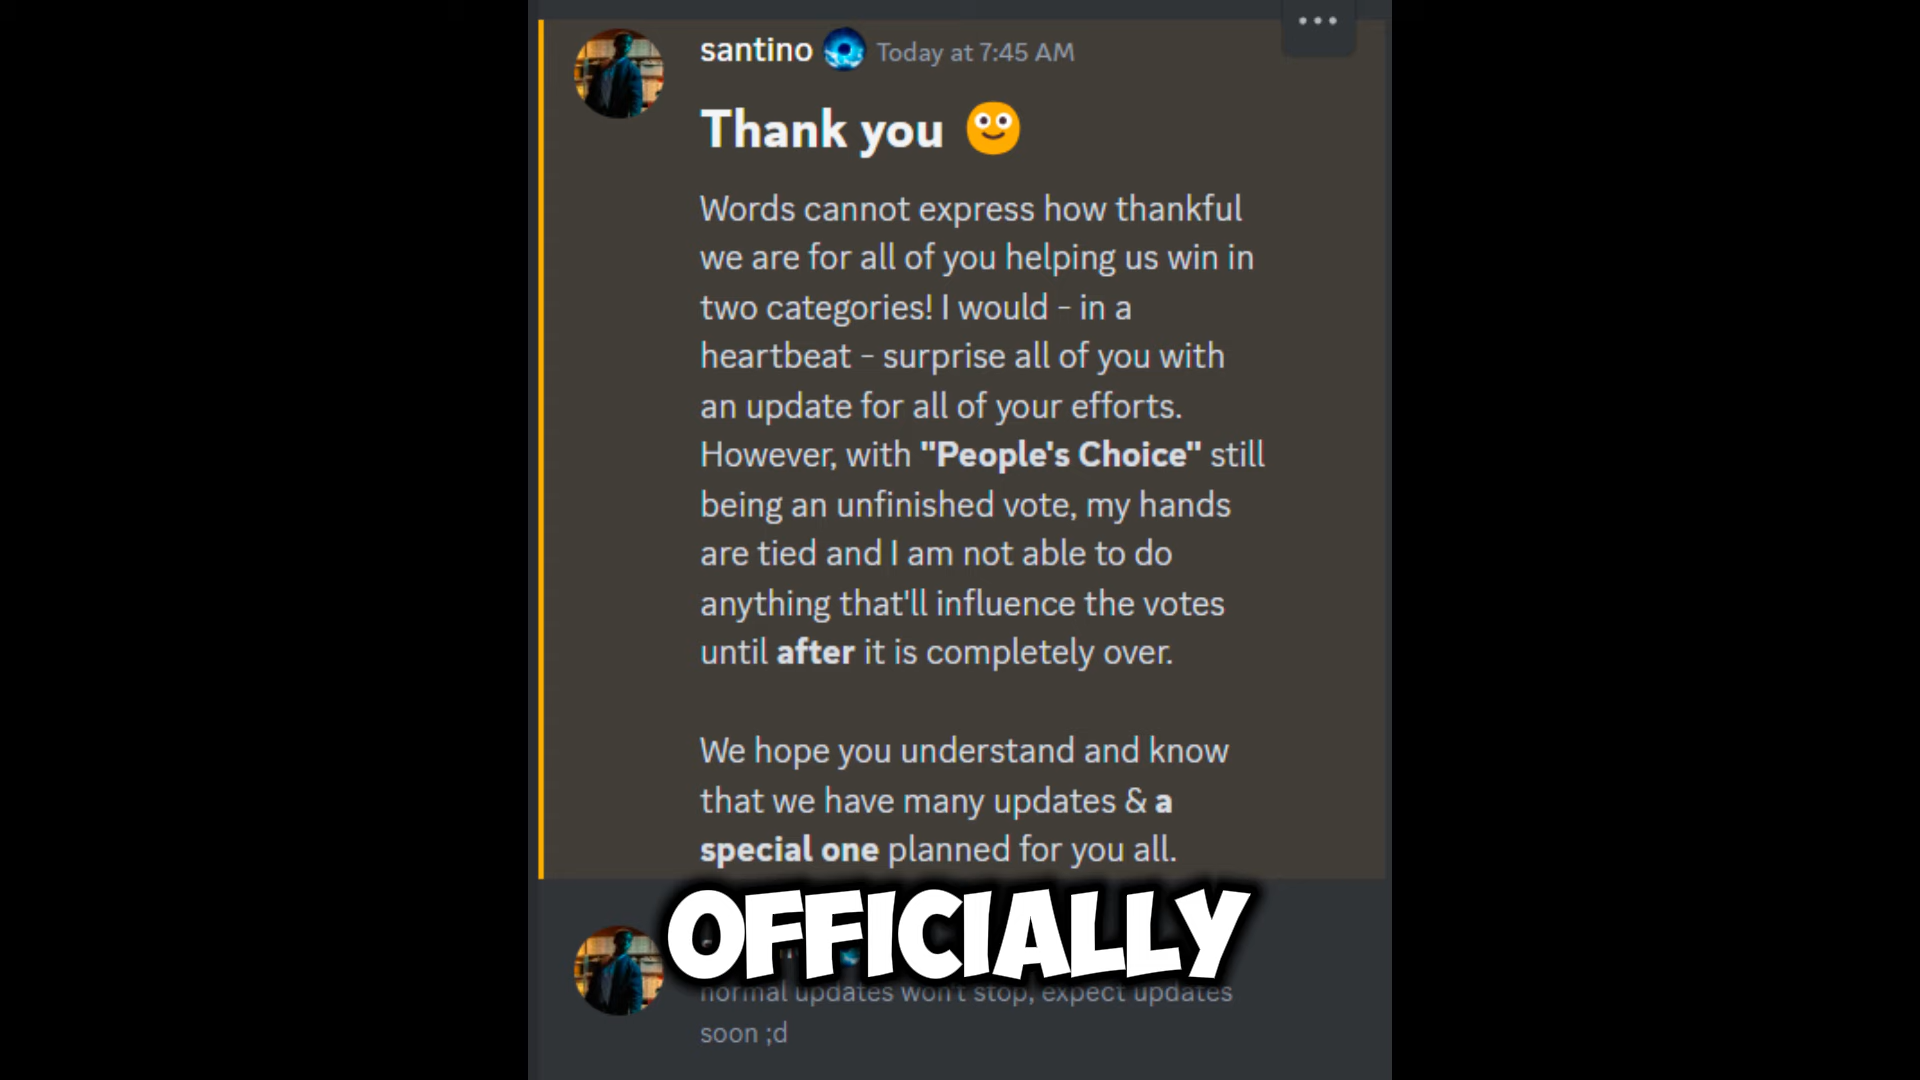 santino Today at 7:45 AM
Thank you
Words cannot express how thankful
we are for all of you helping us win in
two categories! I would - in a
heartbeat - surprise all of you with
an update for all of your efforts.
However, with "People's Choice" still
being an unfinished vote, my hands
are tied and I am not able to do
anything that'll influence the votes
until after it is completely over.
We hope you understand and know
that we have many updates & a
special one planned for you all.
OFFICIALLY
normal updates won't stop, expect updates
soon ;d